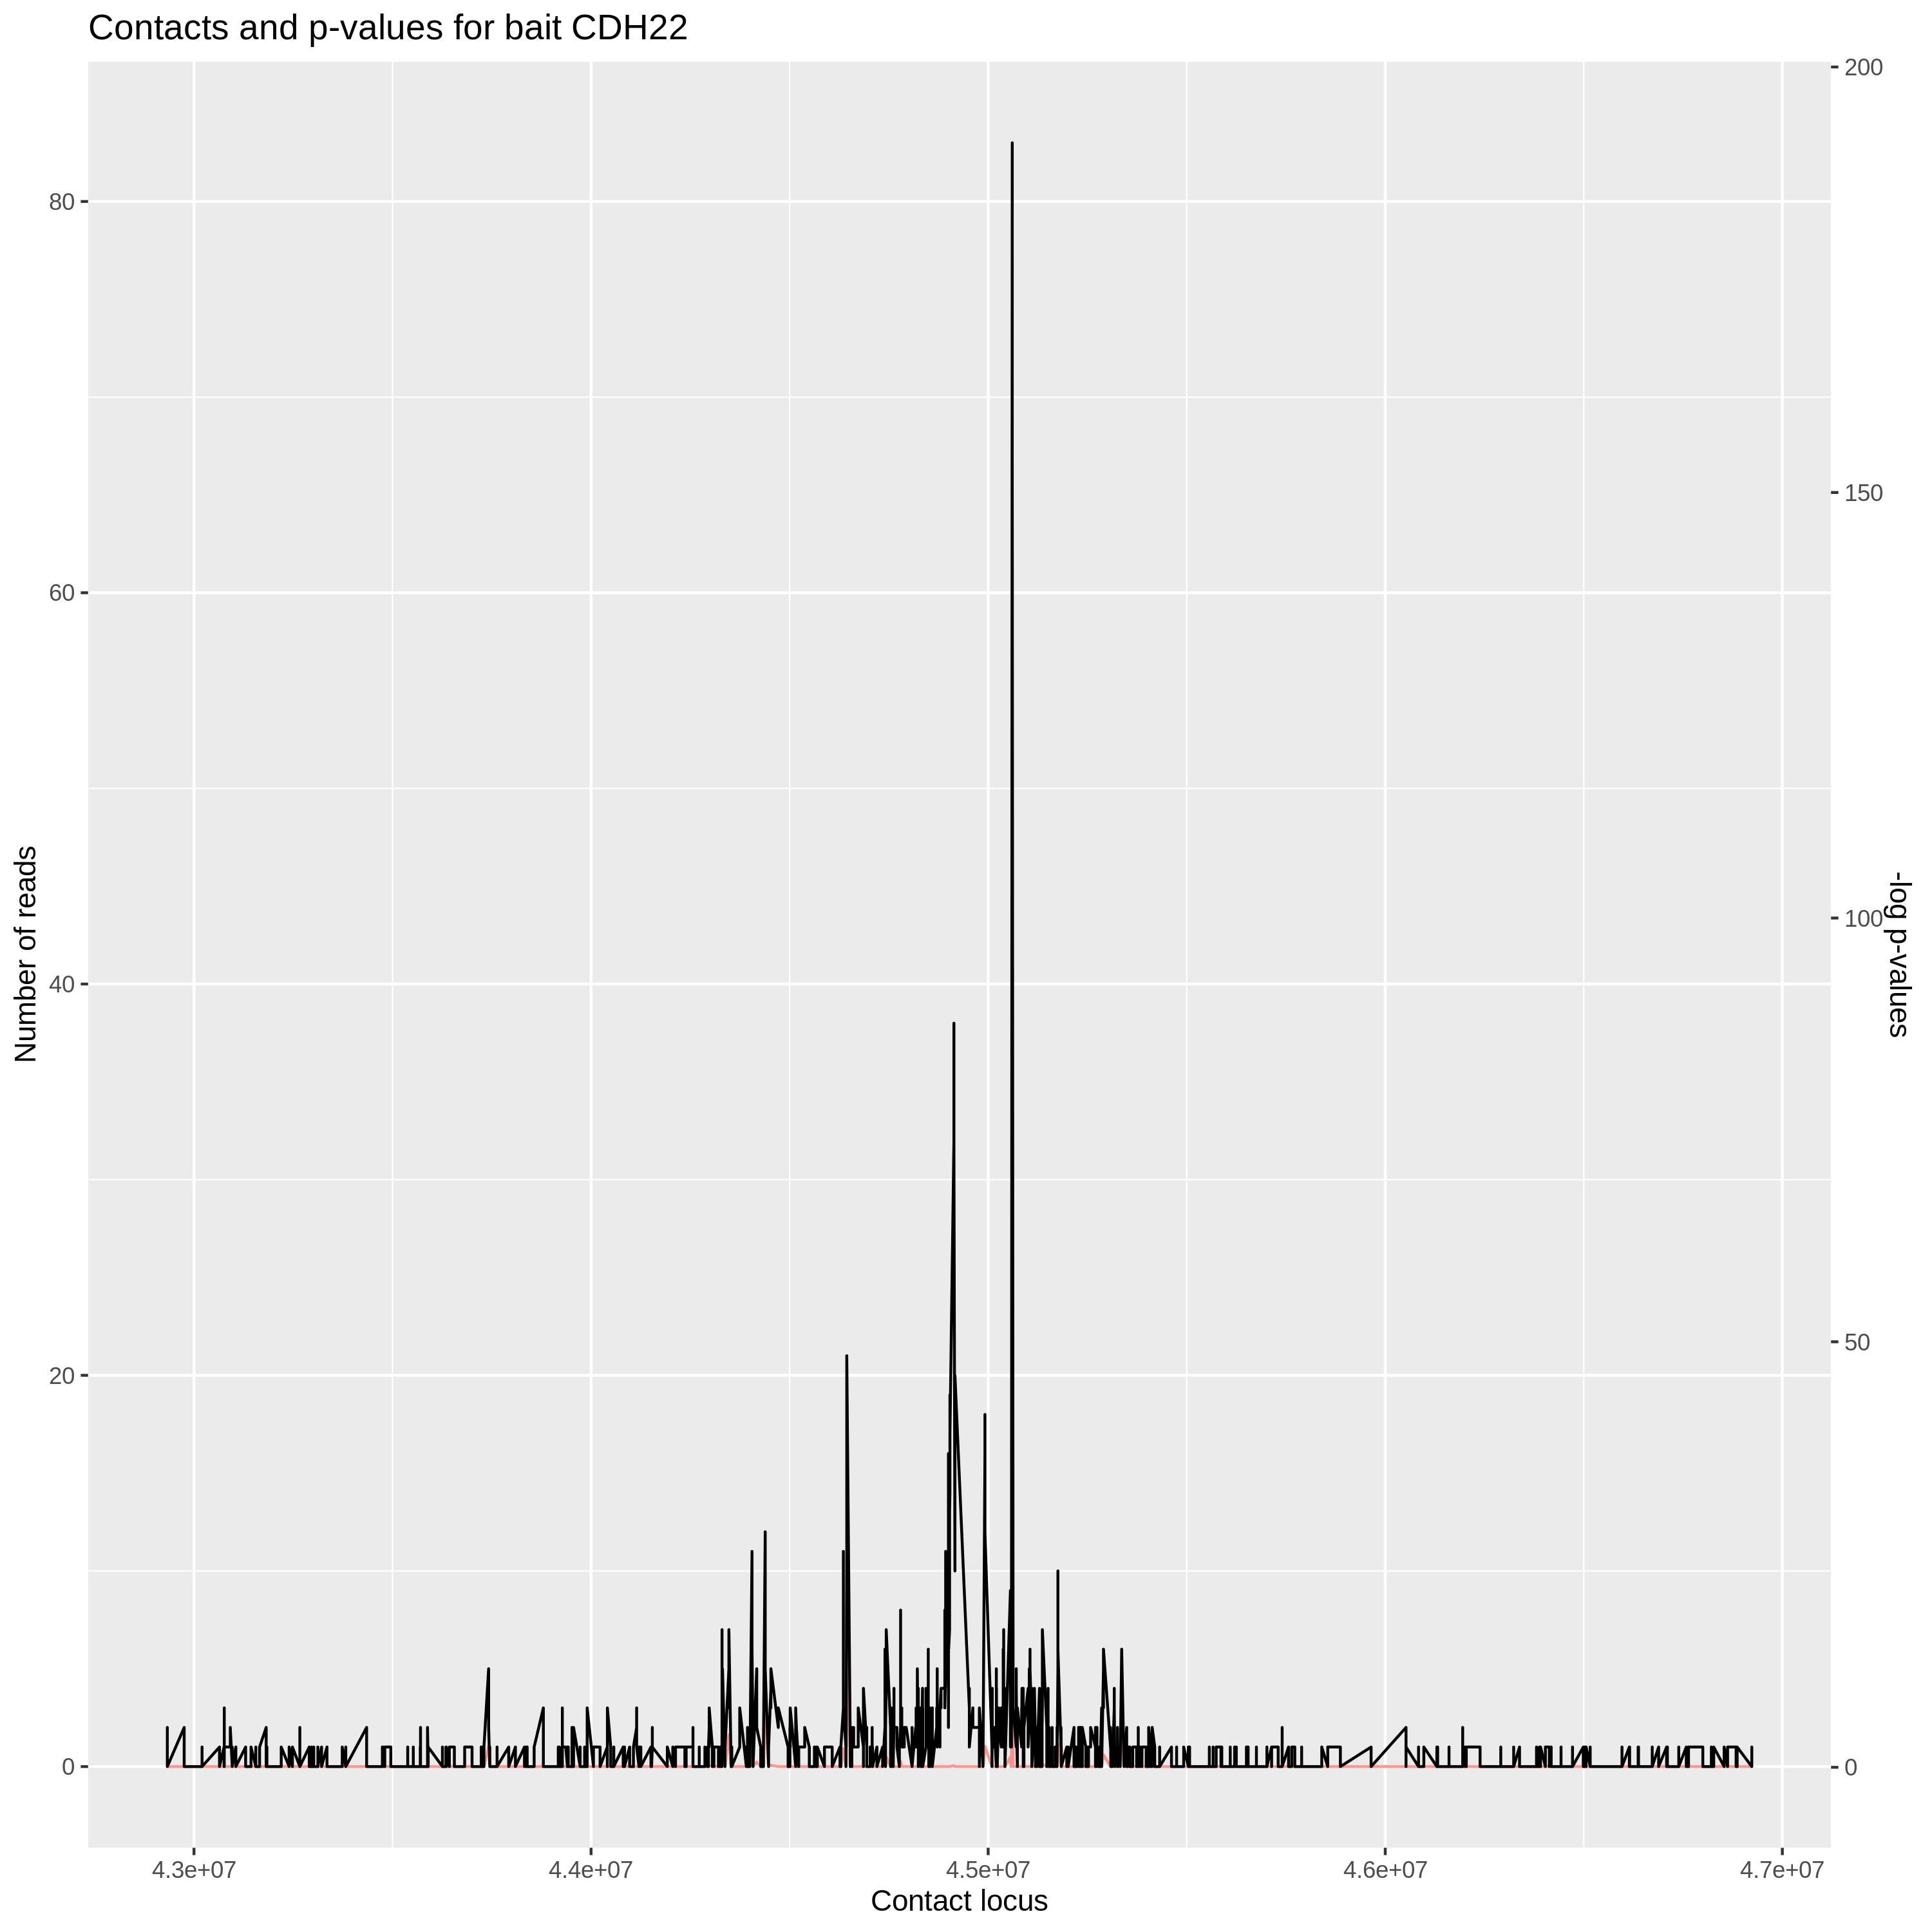 Contacts and p-values for bait CDH22
200
80
150
60
100
40
50
20
0
0
Number of reads
-log p-values
4.3e+07
4.4e+07
4.5e+07
4.6e+07
4.7e+07
Contact locus